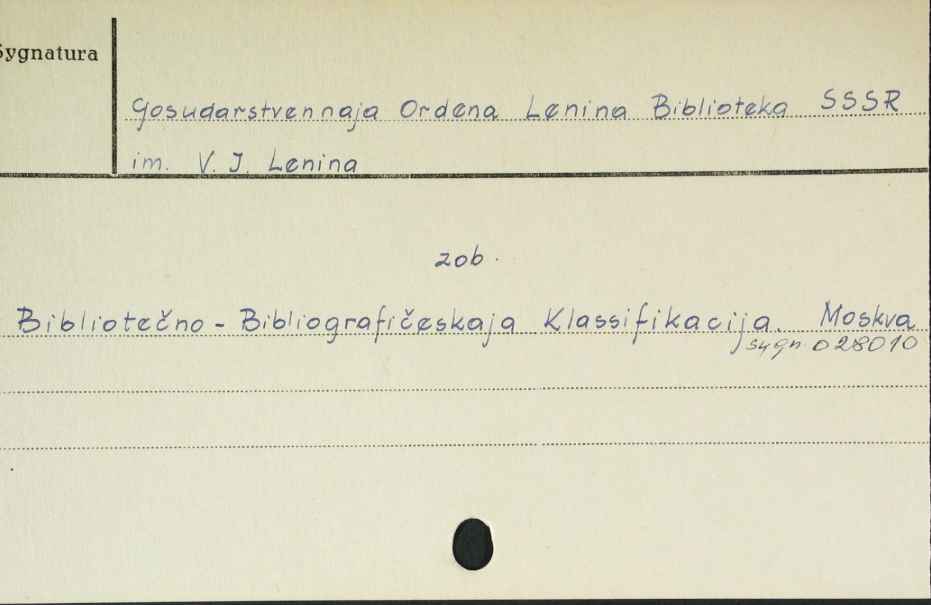 Sygnatura
Gosudarstvennaja Ordena Lenina Biblioteka SSSR
im. V. J. Lenina
zob.
Bibliotečno - Bibliografičeskaja Klassifikacija. Moskva
sygn. 028010